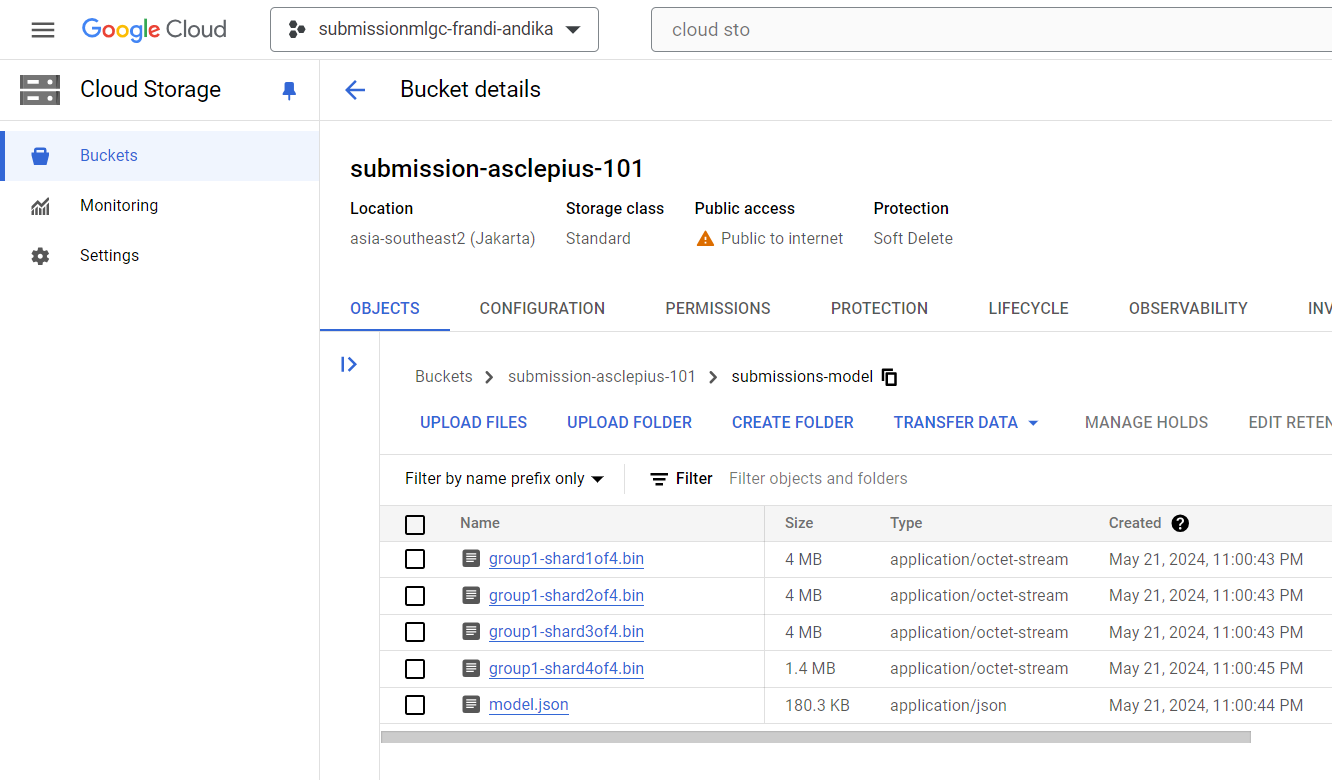 Google Cloud submissionmlgc-frandi-andika cloud sto
Cloud Storage Bucket details
Buckets
Monitoring
Settings
submission-asclepius-101
Location Storage class Public access Protection
asia-southeast2 (Jakarta) Standard Public to internet Soft Delete
OBJECTS CONFIGURATION PERMISSIONS PROTECTION LIFECYCLE OBSERVABILITY INV
Buckets submission-asclepius-101 submissions-model
UPLOAD FILES UPLOAD FOLDER CREATE FOLDER TRANSFER DATA MANAGE HOLDS EDIT RETEN
Filter by name prefix only Filter Filter objects and folders
Name Size Type Created ?
group1-shard1of4.bin 4 MB application/octet-stream May 21, 2024, 11:00:43 PM
group1-shard2of4.bin 4 MB application/octet-stream May 21, 2024, 11:00:43 PM
group1-shard3of4.bin 4 MB application/octet-stream May 21, 2024, 11:00:43 PM
group1-shard4of4.bin 1.4 MB application/octet-stream May 21, 2024, 11:00:45 PM
model.json 180.3 KB application/json May 21, 2024, 11:00:44 PM